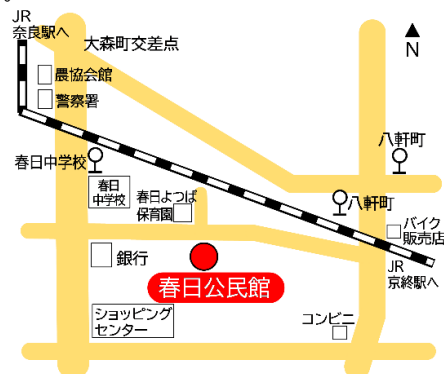 JR
奈良駅へ
大森町交差点
N
農協会館
警察署
八軒町
春日中学校
春日
中学校
春日よつば
保育園
八軒町
バイク
販売店
銀行
JR
京終駅へ
春日公民館
ショッピング
センター
コンビニ